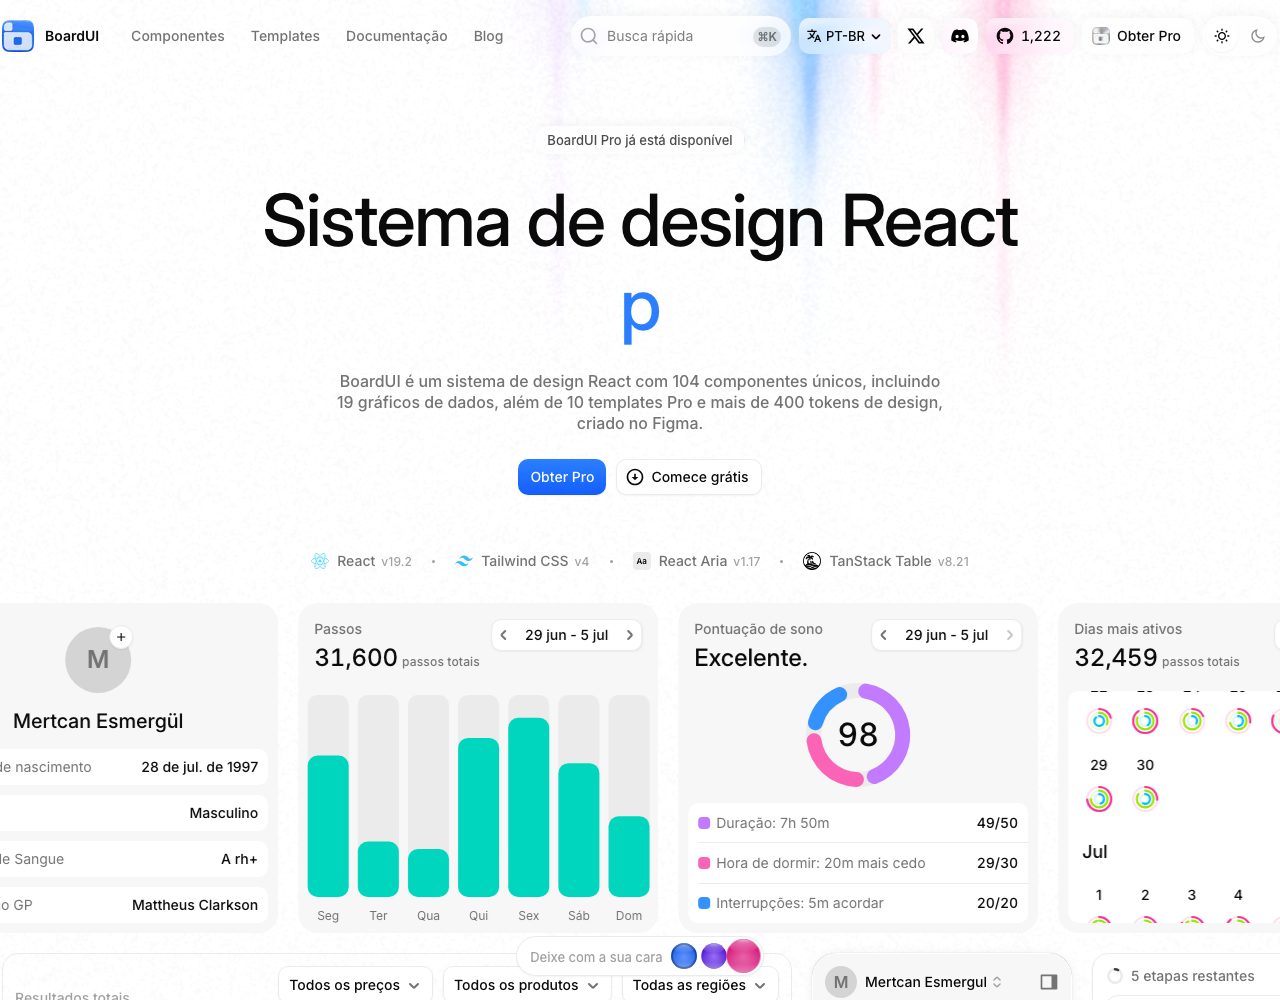 BoardUI
Componentes
Templates
Documentação
Blog
Busca rápida
⌘K
PT-BR
1,222
Obter Pro
BoardUI Pro já está disponível
Sistema de design React
p
BoardUI é um sistema de design React com 104 componentes únicos, incluindo
19 gráficos de dados, além de 10 templates Pro e mais de 400 tokens de design,
criado no Figma.
Obter Pro
Comece grátis
React v19.2
Tailwind CSS v4
Aa React Aria v1.17
TanStack Table v8.21
M
+
Mertcan Esmergül
de nascimento 28 de jul. de 1997
Masculino
de Sangue A rh+
o GP Mattheus Clarkson
Passos
31,600 passos totais
29 jun - 5 jul
Seg Ter Qua Qui Sex Sáb Dom
Pontuação de sono
Excelente.
29 jun - 5 jul
98
Duração: 7h 50m 49/50
Hora de dormir: 20m mais cedo 29/30
Interrupções: 5m acordar 20/20
Dias mais ativos
32,459 passos totais
29 30
Jul
1 2 3 4
Deixe com a sua cara
Resultados totais
Todos os preços
Todos os produtos
Todas as regiões
M
Mertcan Esmergul
5 etapas restantes